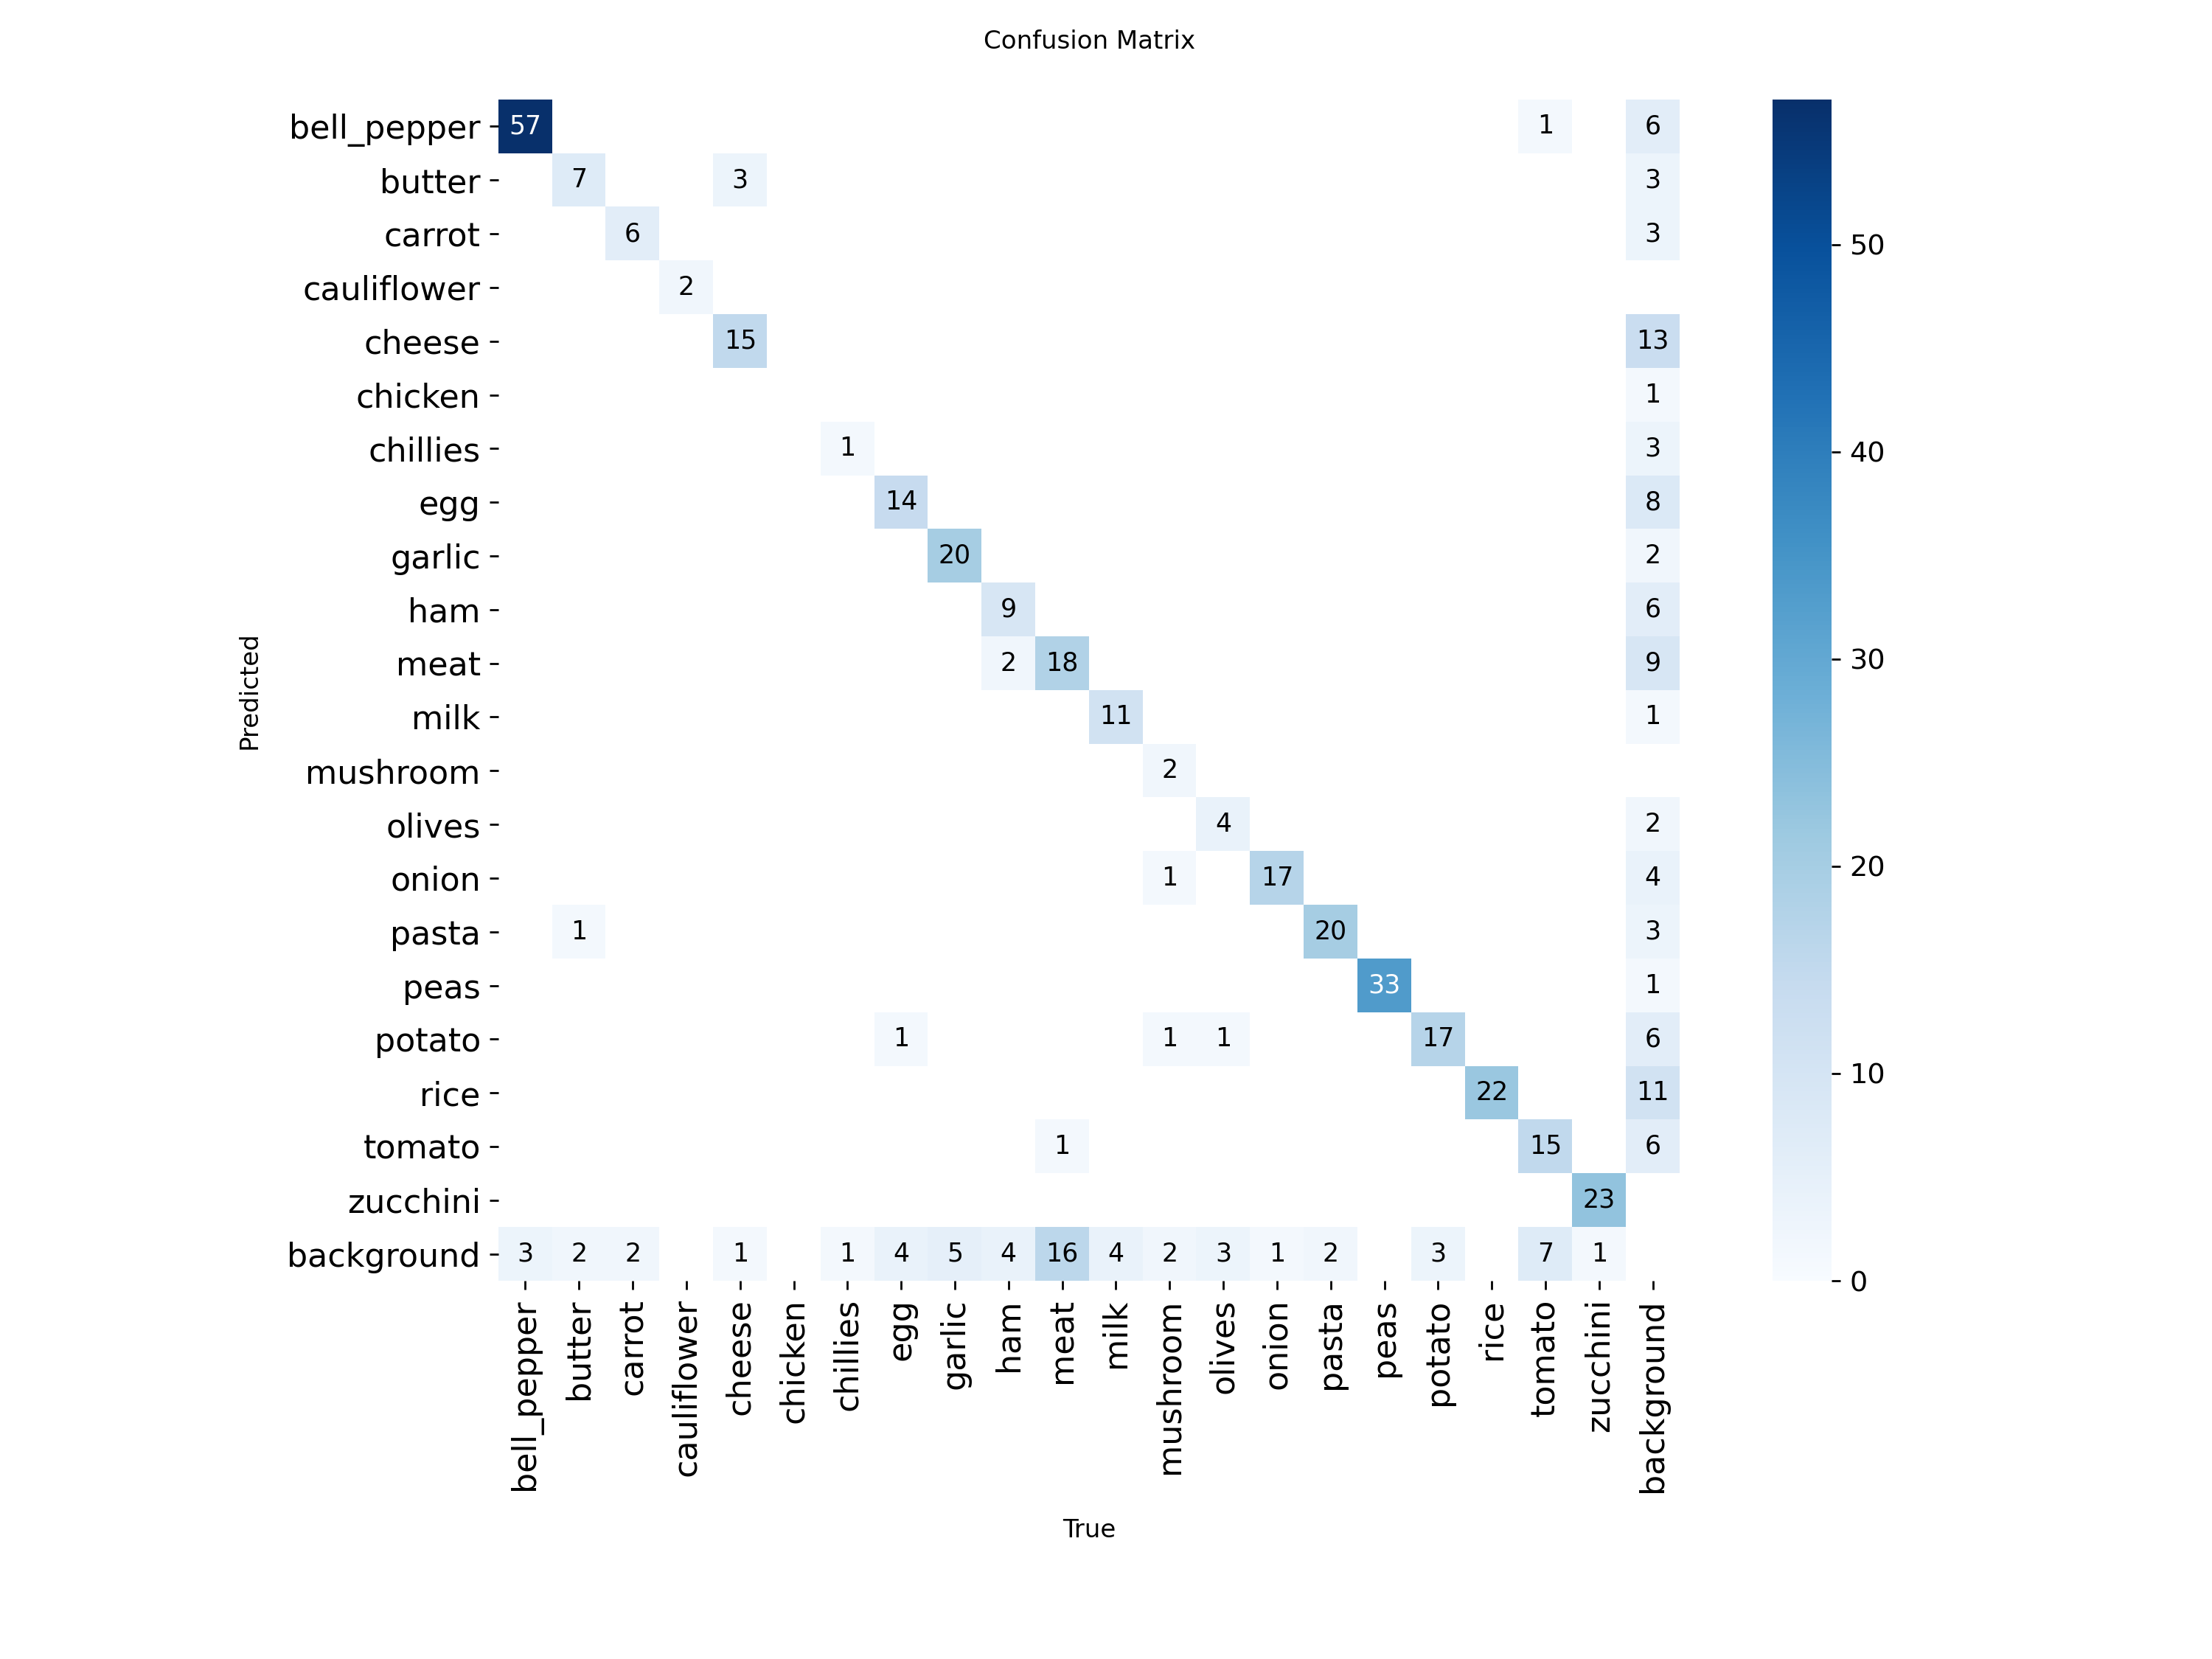 Confusion Matrix
bell_pepper 57 1 6
butter 7 3 3
carrot 6 3
cauliflower 2
cheese 15 13
chicken 1
chillies 1 3
egg 14 8
garlic 20 2
ham 9 6
meat 2 18 9
milk 11 1
mushroom 2
olives 4 2
onion 1 17 4
pasta 1 20 3
peas 33 1
potato 1 1 1 17 6
rice 22 11
tomato 1 15 6
zucchini 23
background 3 2 2 1 1 4 5 4 16 4 2 3 1 2 3 7 1
bell_pepper butter carrot cauliflower cheese chicken chillies egg garlic ham meat milk mushroom olives onion pasta peas potato rice tomato zucchini background
True
Predicted
50
40
30
20
10
0